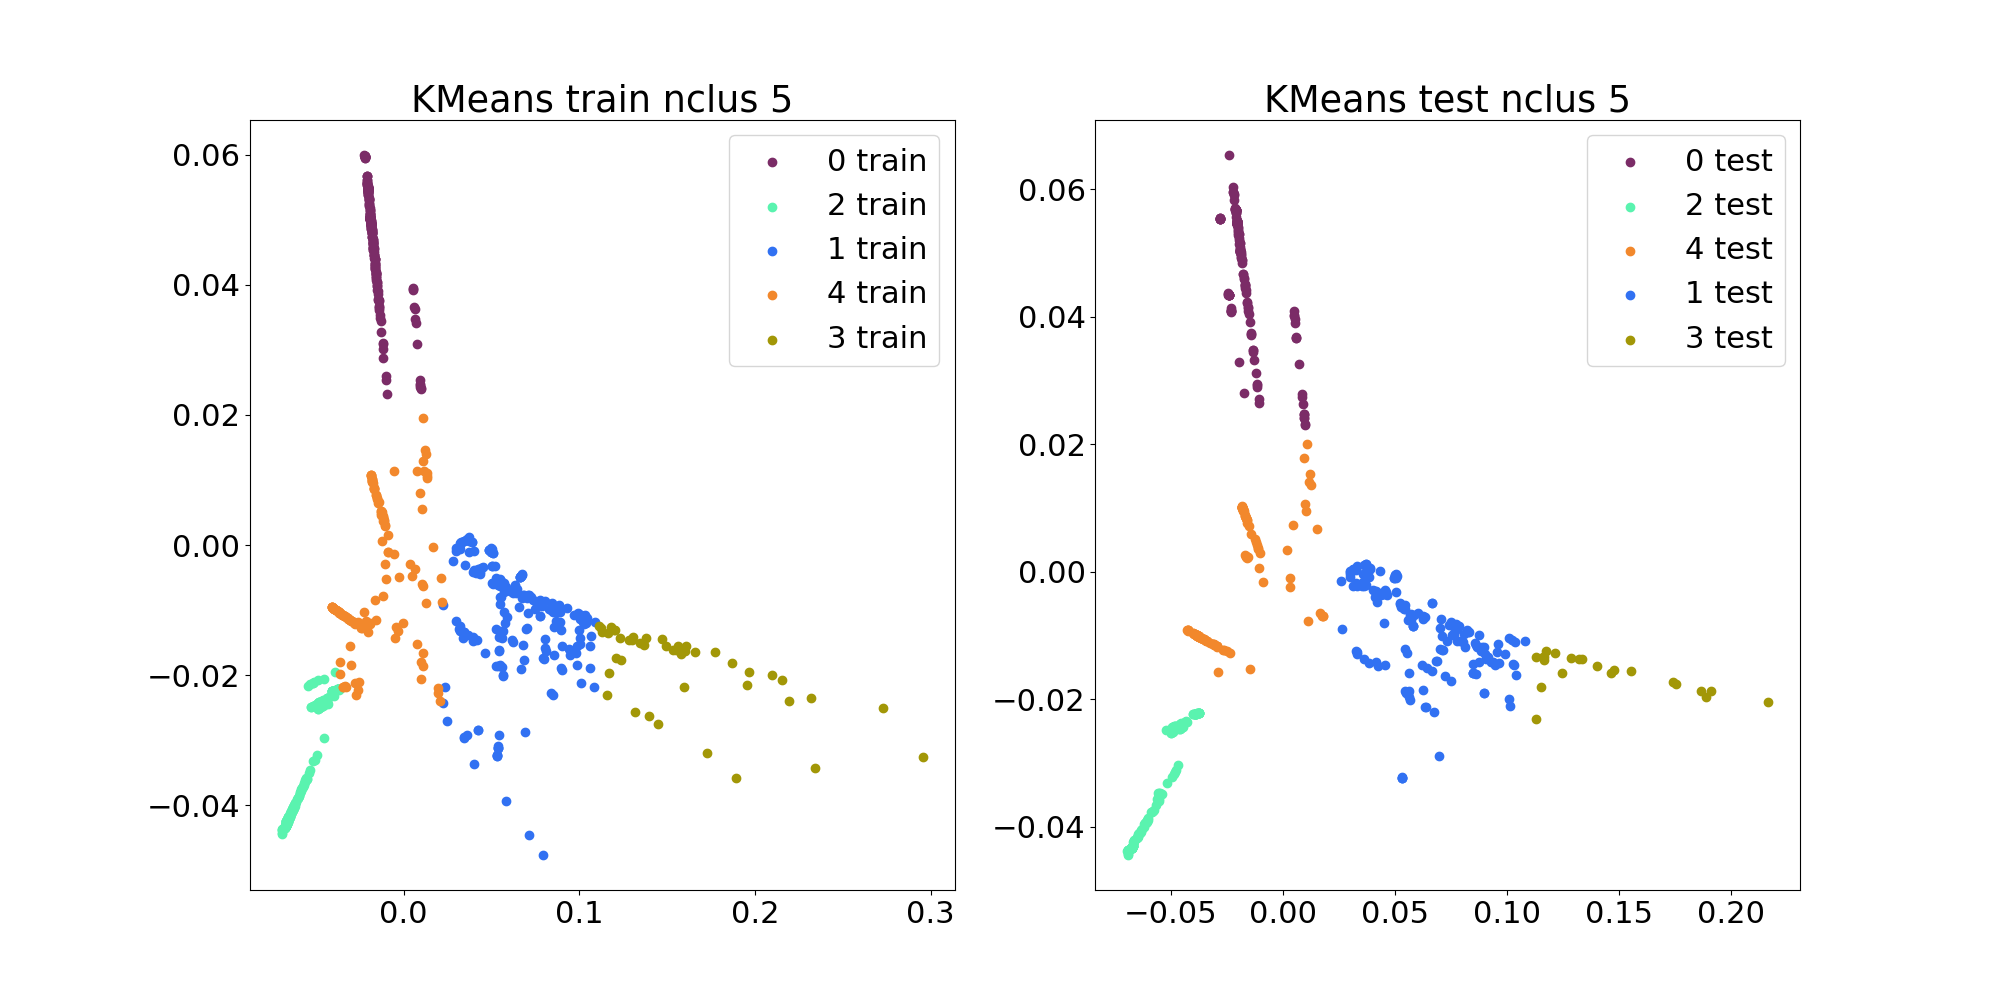 KMeans train nclus 5
0.06
0.04
0.02
0.00
−0.02
−0.04
0.0 0.1 0.2 0.3
0 train
2 train
1 train
4 train
3 train
KMeans test nclus 5
0.06
0.04
0.02
0.00
−0.02
−0.04
−0.05 0.00 0.05 0.10 0.15 0.20
0 test
2 test
4 test
1 test
3 test